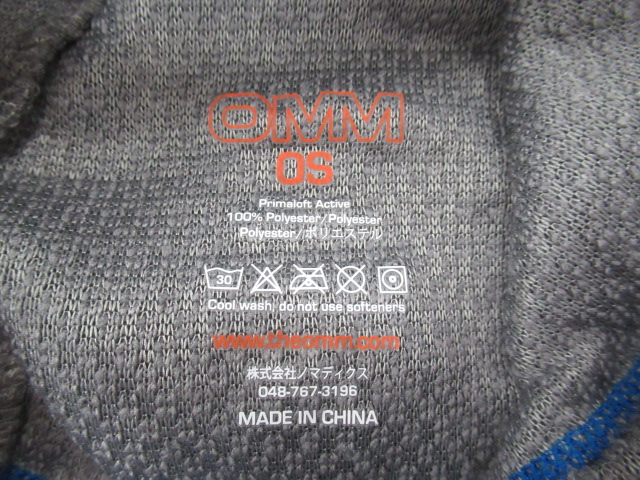 OMM
OS
Primaloft Active
100% Polyester/Polyester
Polyester/ポリエステル
30
Cool wash; do not use softeners
www.theomm.com
株式会社ノマディクス
048-767-3196
MADE IN CHINA